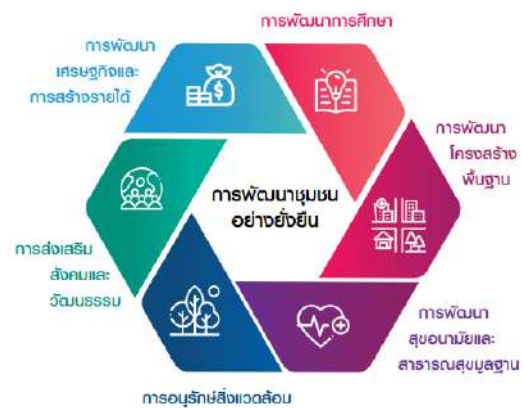 การพัฒนาการศึกษา
การพัฒนา
เศรษฐกิจและ
การสร้างรายได้
การพัฒนา
โครงสร้าง
พื้นฐาน
การพัฒนาชุมชน
อย่างยั่งยืน
การส่งเสริม
สังคมและ
วัฒนธรรม
การพัฒนา
สุขอนามัยและ
สาธารณสุขมูลฐาน
การอนุรักษ์สิ่งแวดล้อม